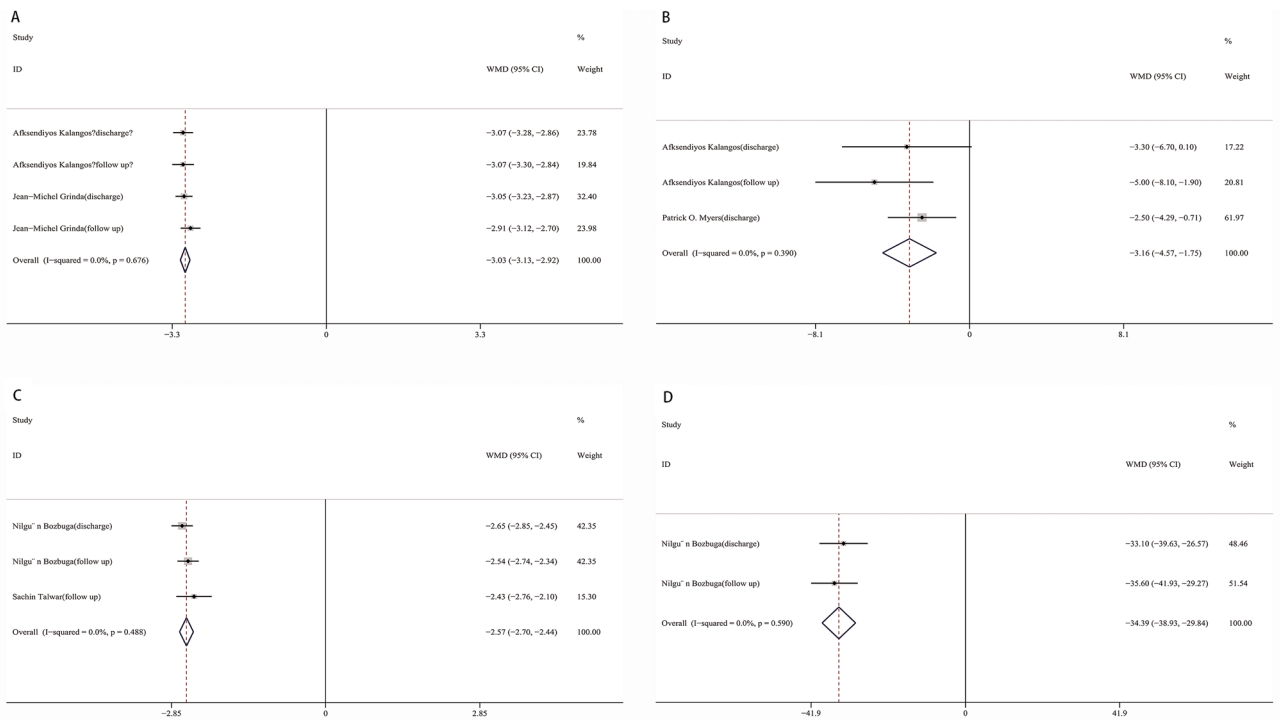 A
Study %
ID WMD (95% CI) Weight
Afksendiyos Kalangos?discharge? −3.07 (−3.28, −2.86) 23.78
Afksendiyos Kalangos?follow up? −3.07 (−3.30, −2.84) 19.84
Jean−Michel Grinda(discharge) −3.05 (−3.23, −2.87) 32.40
Jean−Michel Grinda(follow up) −2.91 (−3.12, −2.70) 23.98
Overall (I−squared = 0.0%, p = 0.676) −3.03 (−3.13, −2.92) 100.00
−3.3 0 3.3
B
Study %
ID WMD (95% CI) Weight
Afksendiyos Kalangos(discharge) −3.30 (−6.70, 0.10) 17.22
Afksendiyos Kalangos(follow up) −5.00 (−8.10, −1.90) 20.81
Patrick O. Myers(discharge) −2.50 (−4.29, −0.71) 61.97
Overall (I−squared = 0.0%, p = 0.390) −3.16 (−4.57, −1.75) 100.00
−8.1 0 8.1
C
Study %
ID WMD (95% CI) Weight
Nilgu¨ n Bozbuga(discharge) −2.65 (−2.85, −2.45) 42.35
Nilgu¨ n Bozbuga(follow up) −2.54 (−2.74, −2.34) 42.35
Sachin Talwar(follow up) −2.43 (−2.76, −2.10) 15.30
Overall (I−squared = 0.0%, p = 0.488) −2.57 (−2.70, −2.44) 100.00
−2.85 0 2.85
D
Study %
ID WMD (95% CI) Weight
Nilgu¨ n Bozbuga(discharge) −33.10 (−39.63, −26.57) 48.46
Nilgu¨ n Bozbuga(follow up) −35.60 (−41.93, −29.27) 51.54
Overall (I−squared = 0.0%, p = 0.590) −34.39 (−38.93, −29.84) 100.00
−41.9 0 41.9